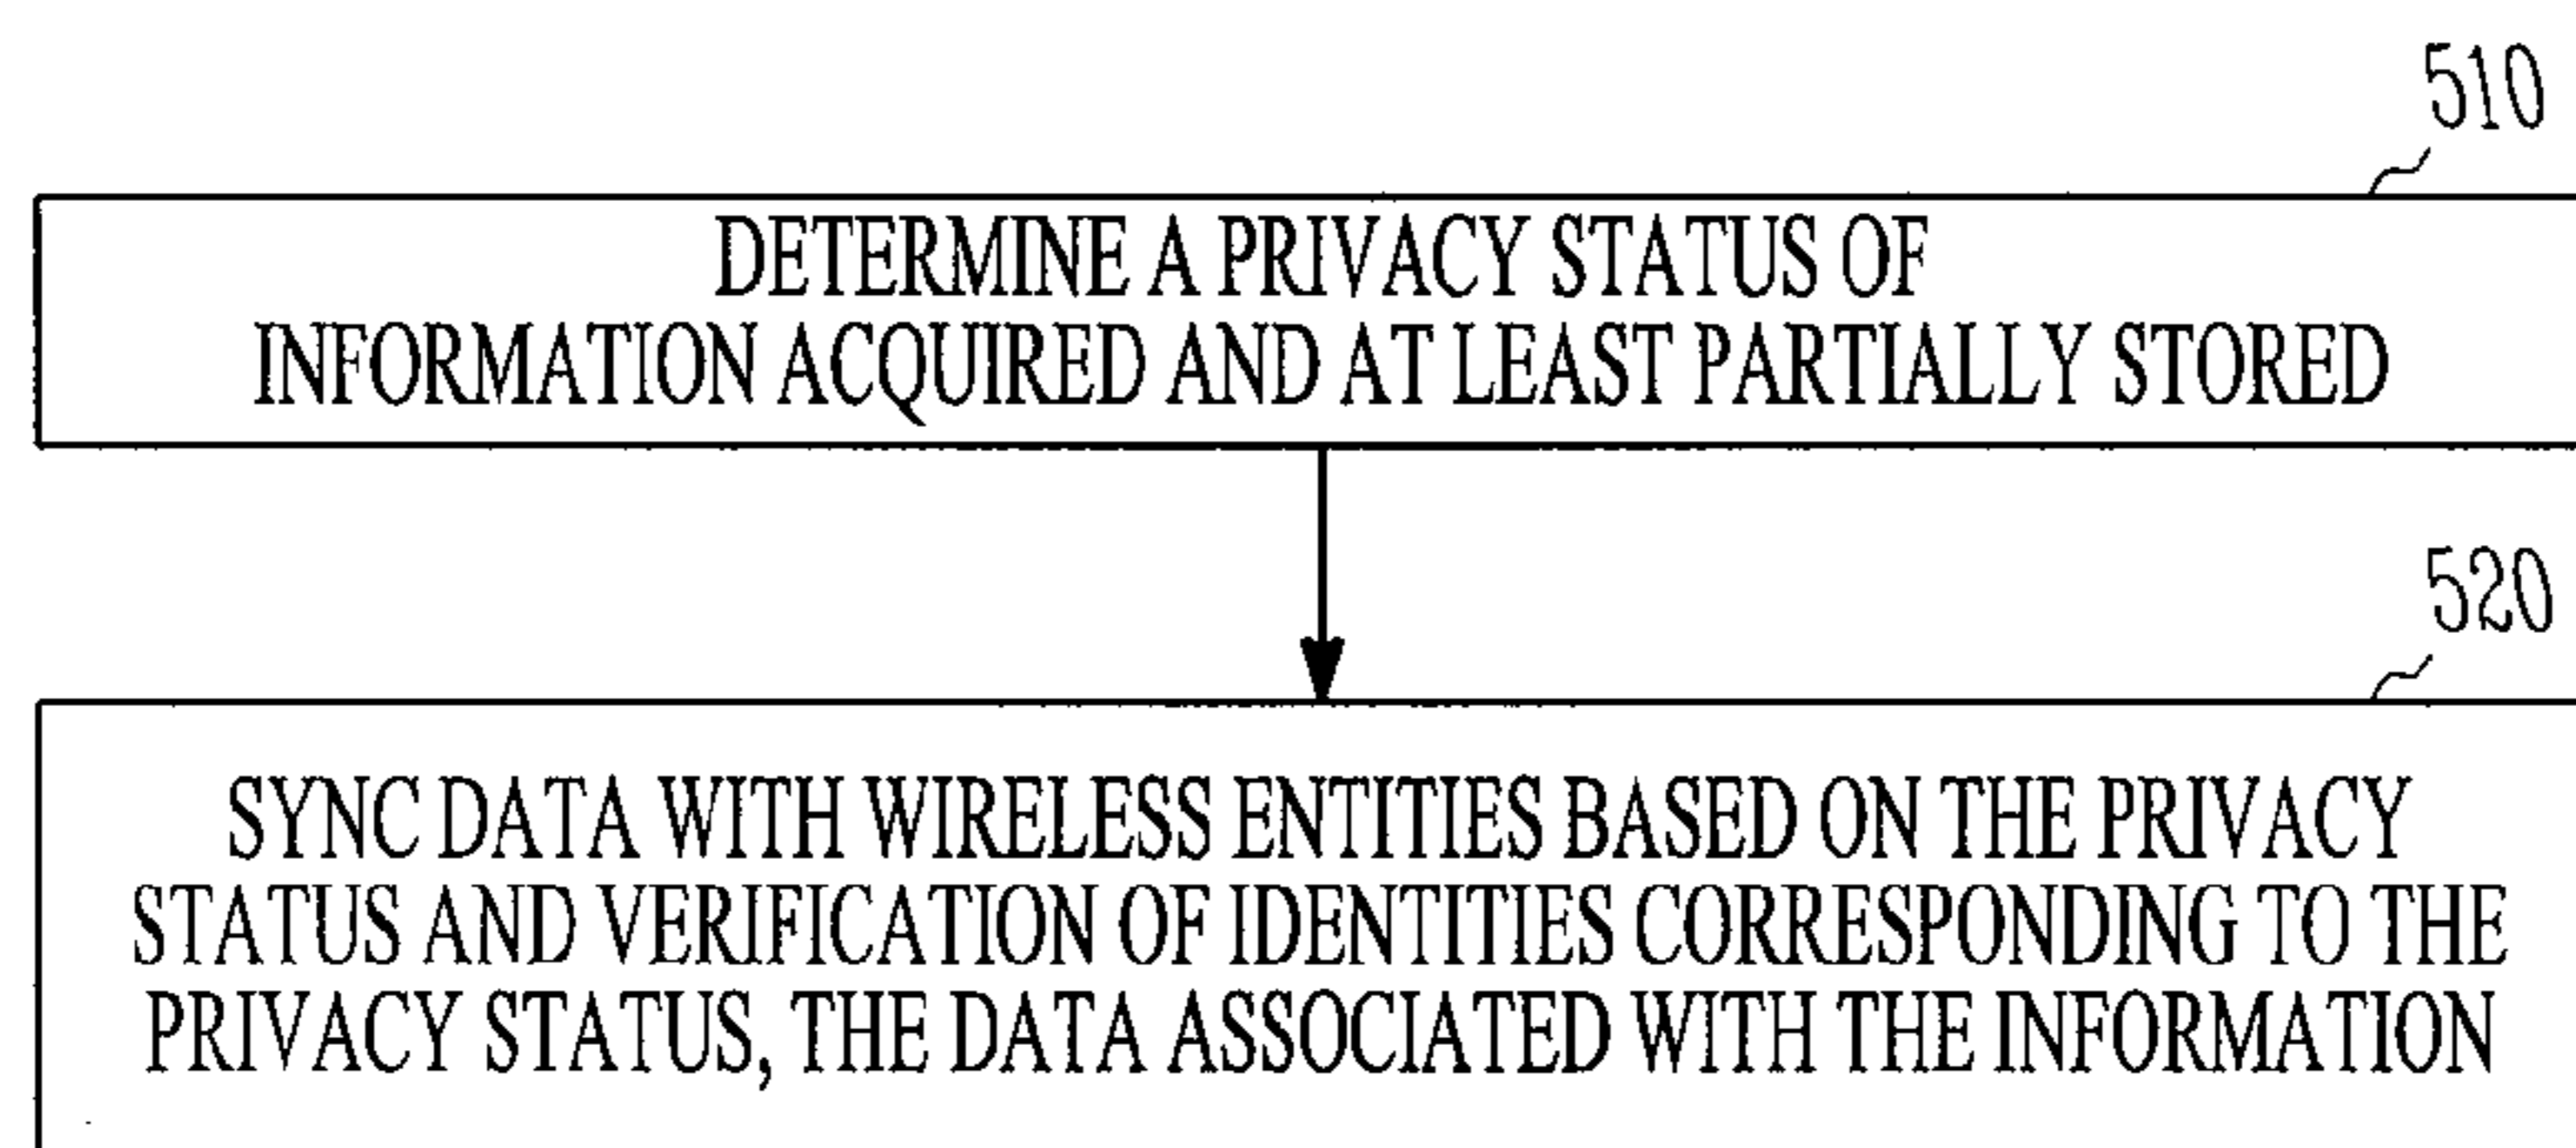 510
DETERMINE A PRIVACY STATUS OF
INFORMATION ACQUIRED AND AT LEAST PARTIALLY STORED
520
SYNC DATA WITH WIRELESS ENTITIES BASED ON THE PRIVACY
STATUS AND VERIFICATION OF IDENTITIES CORRESPONDING TO THE
PRIVACY STATUS, THE DATA ASSOCIATED WITH THE INFORMATION